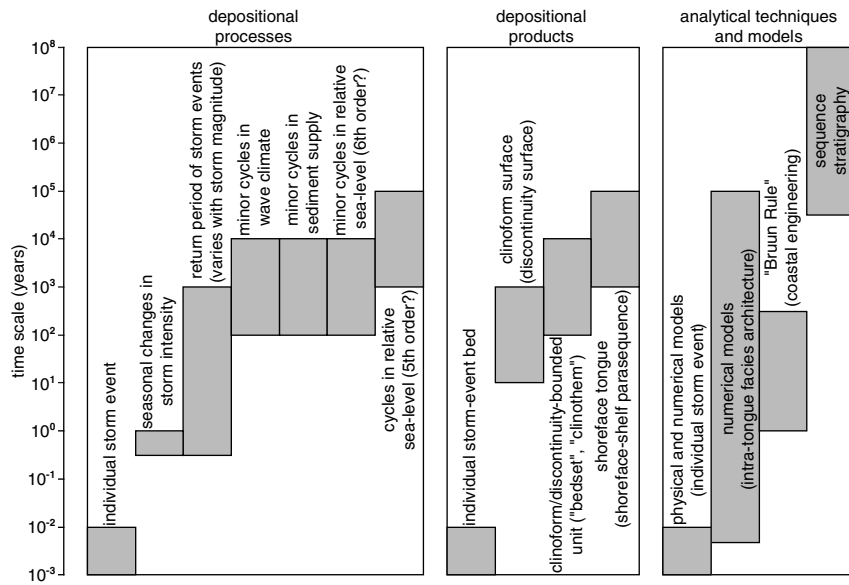 depositional
processes
depositional
products
analytical techniques
and models
time scale (years)
10⁸
10⁷
10⁶
10⁵
10⁴
10³
10²
10¹
10⁰
10⁻¹
10⁻²
10⁻³
individual storm event
seasonal changes in
storm intensity
return period of storm events
(varies with storm magnitude)
minor cycles in
wave climate
minor cycles in
sediment supply
minor cycles in relative
sea-level (6th order?)
cycles in relative
sea-level (5th order?)
individual storm-event bed
clinoform surface
(discontinuity surface)
clinoform/discontinuity-bounded
unit ("bedset", "clinothem")
shoreface tongue
(shoreface-shelf parasequence)
physical and numerical models
(individual storm event)
numerical models
(intra-tongue facies architecture)
"Bruun Rule"
(coastal engineering)
sequence
stratigraphy